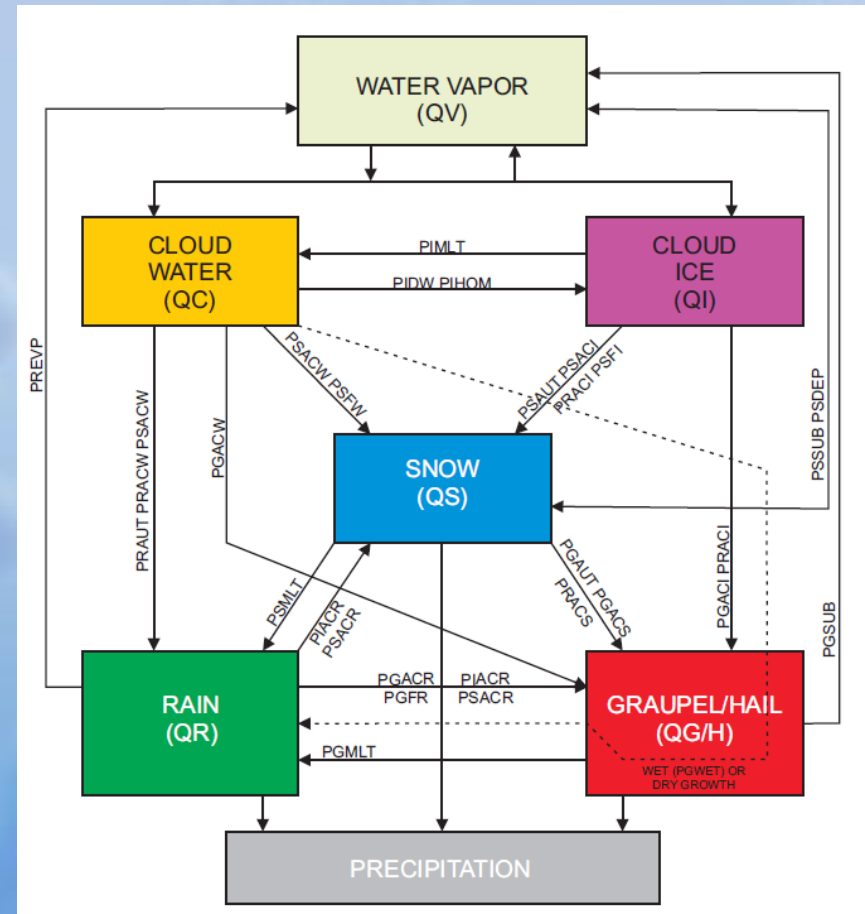 WATER VAPOR
(QV)
CLOUD
WATER
(QC)
CLOUD
ICE
(QI)
PIMLT
PIDW PIHOM
PREVP
PRAUT PRACW PSACW
PGACW
PSACW PSFW
PSAUT PSACI
PRACI PSFI
PSSUB PSDEP
SNOW
(QS)
PGACI PRACI
PGSUB
PSMLT
PIACR
PSACR
PGAUT PGACS
PRACS
RAIN
(QR)
PGACR PIACR
PGFR PSACR
GRAUPEL/HAIL
(QG/H)
PGMLT
WET (PGWET) OR
DRY GROWTH
PRECIPITATION